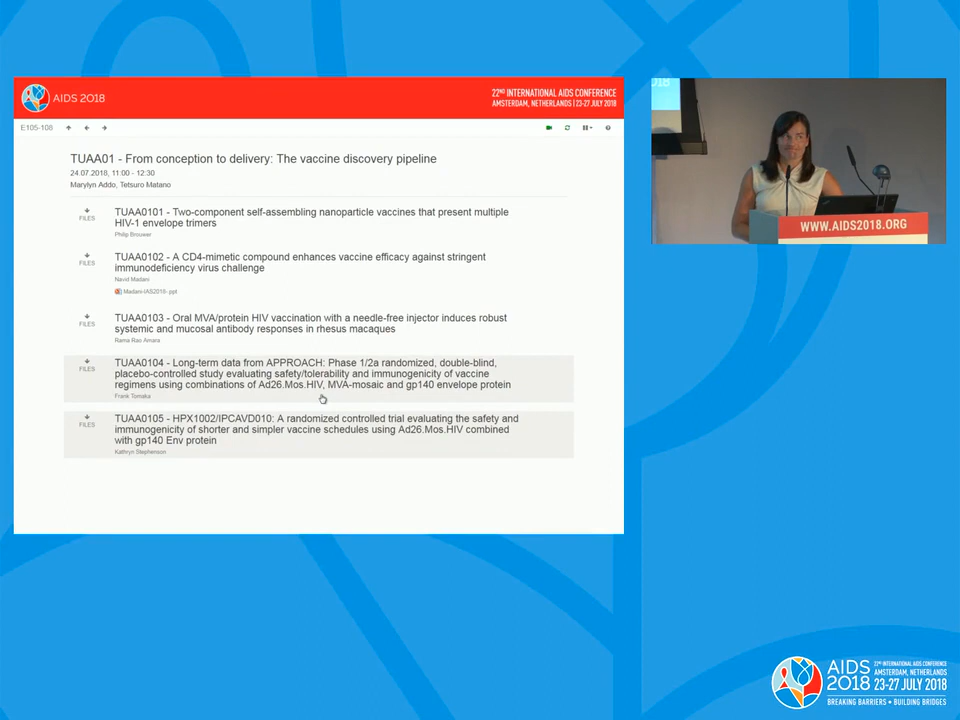 AIDS 2018
22ND INTERNATIONAL AIDS CONFERENCE
AMSTERDAM, NETHERLANDS | 23-27 JULY 2018
E105-108
TUAA01 - From conception to delivery: The vaccine discovery pipeline
24.07.2018, 11:00 - 12:30
Marylyn Addo, Tetsuro Matano
FILES
TUAA0101 - Two-component self-assembling nanoparticle vaccines that present multiple
HIV-1 envelope trimers
Philip Brouwer
FILES
TUAA0102 - A CD4-mimetic compound enhances vaccine efficacy against stringent
immunodeficiency virus challenge
Navid Madani
Madani-IAS2018-.ppt
FILES
TUAA0103 - Oral MVA/protein HIV vaccination with a needle-free injector induces robust
systemic and mucosal antibody responses in rhesus macaques
Rama Rao Amara
FILES
TUAA0104 - Long-term data from APPROACH: Phase 1/2a randomized, double-blind,
placebo-controlled study evaluating safety/tolerability and immunogenicity of vaccine
regimens using combinations of Ad26.Mos.HIV, MVA-mosaic and gp140 envelope protein
Frank Tomaka
FILES
TUAA0105 - HPX1002/IPCAVD010: A randomized controlled trial evaluating the safety and
immunogenicity of shorter and simpler vaccine schedules using Ad26.Mos.HIV combined
with gp140 Env protein
Kathryn Stephenson
2018
WWW.AIDS2018.ORG
AIDS
2018
22ND INTERNATIONAL AIDS CONFERENCE
AMSTERDAM, NETHERLANDS
23-27 JULY 2018
BREAKING BARRIERS • BUILDING BRIDGES